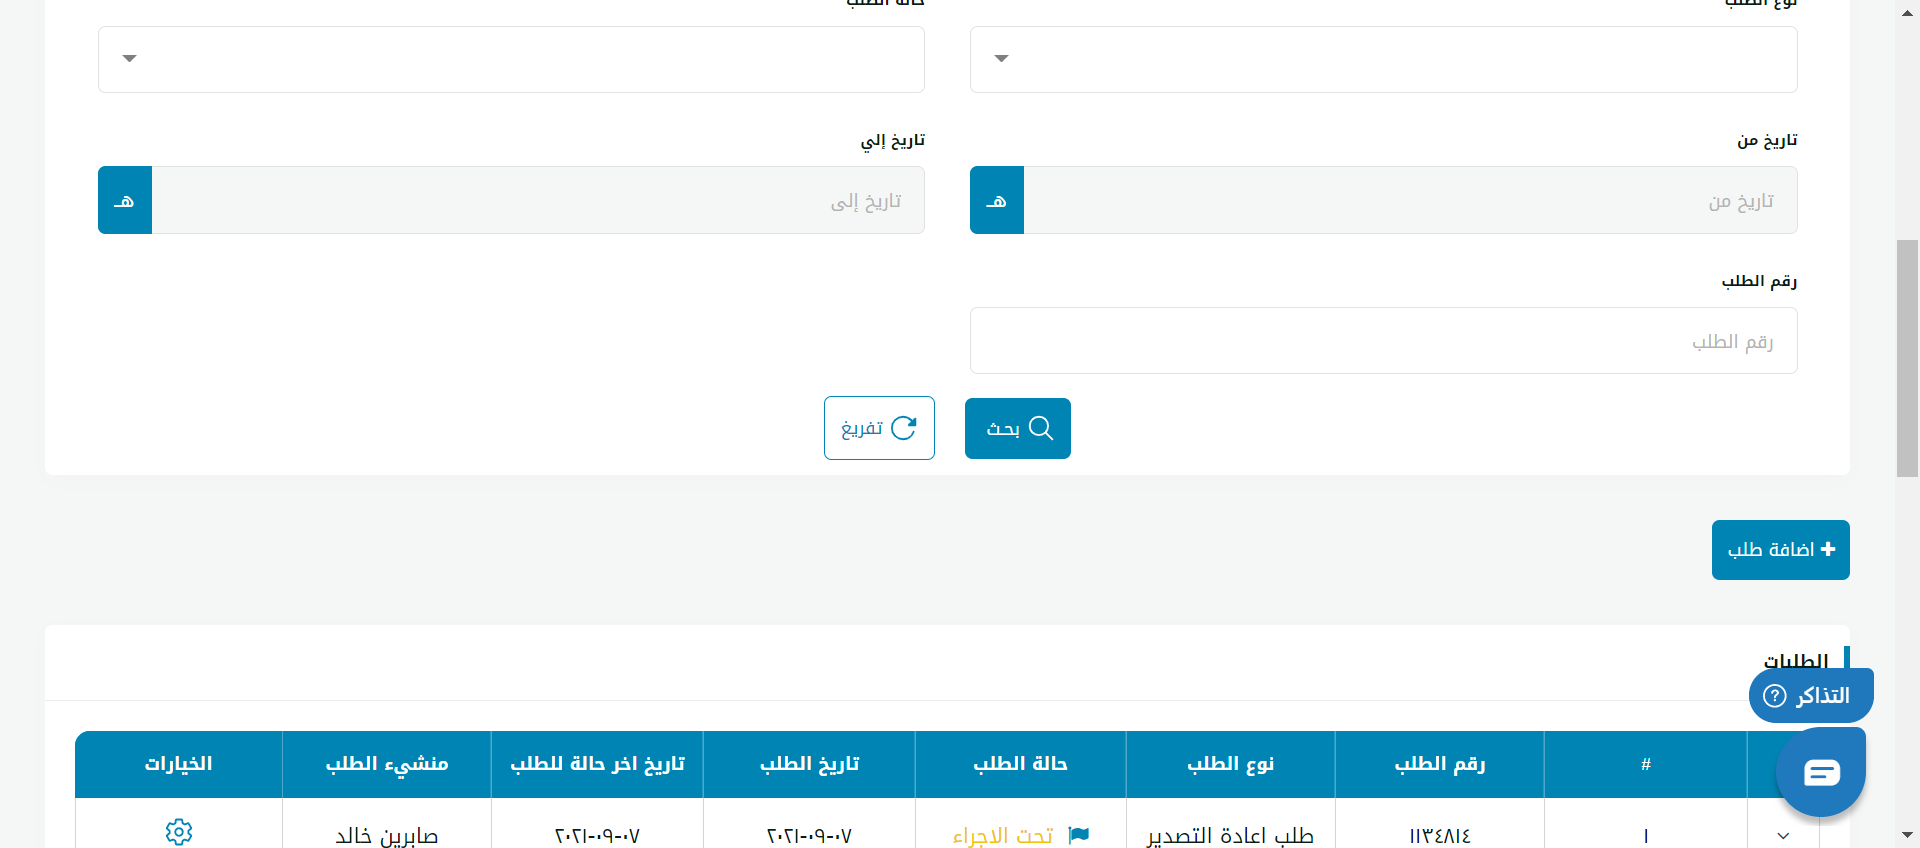 نوع الطلب
حالة الطلب
تاريخ من
تاريخ إلي
تاريخ من
هـ
تاريخ إلى
هـ
رقم الطلب
رقم الطلب
بحث
تفريغ
اضافة طلب
الطلبات
التذاكر
# رقم الطلب نوع الطلب حالة الطلب تاريخ الطلب تاريخ اخر حالة للطلب منشيء الطلب الخيارات
١ ١١٣٤٨١٤ طلب اعادة التصدير تحت الاجراء ٢٠٢١-٠٩-٠٧ ٢٠٢١-٠٩-٠٧ صابرين خالد